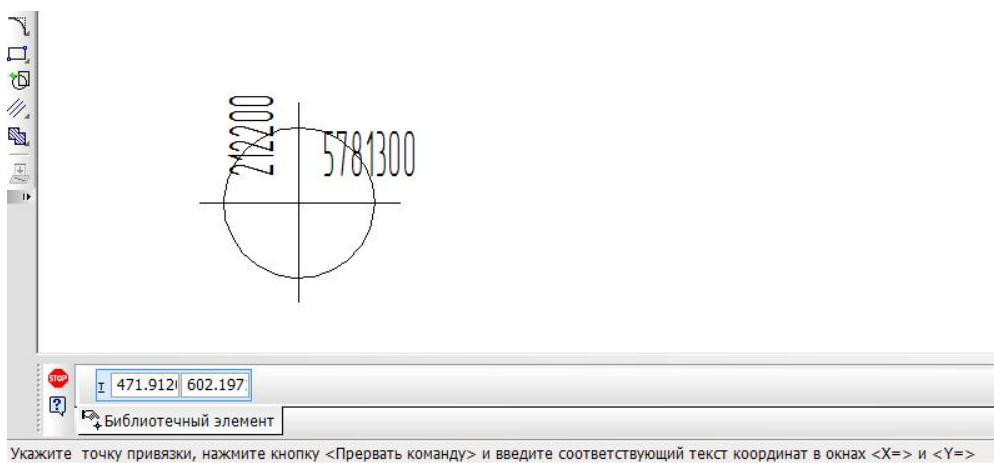 212200
5781300
STOP
т 471.912 602.197
Библиотечный элемент
Укажите точку привязки, нажмите кнопку <Прервать команду> и введите соответствующий текст координат в окнах <X=> и <Y=>